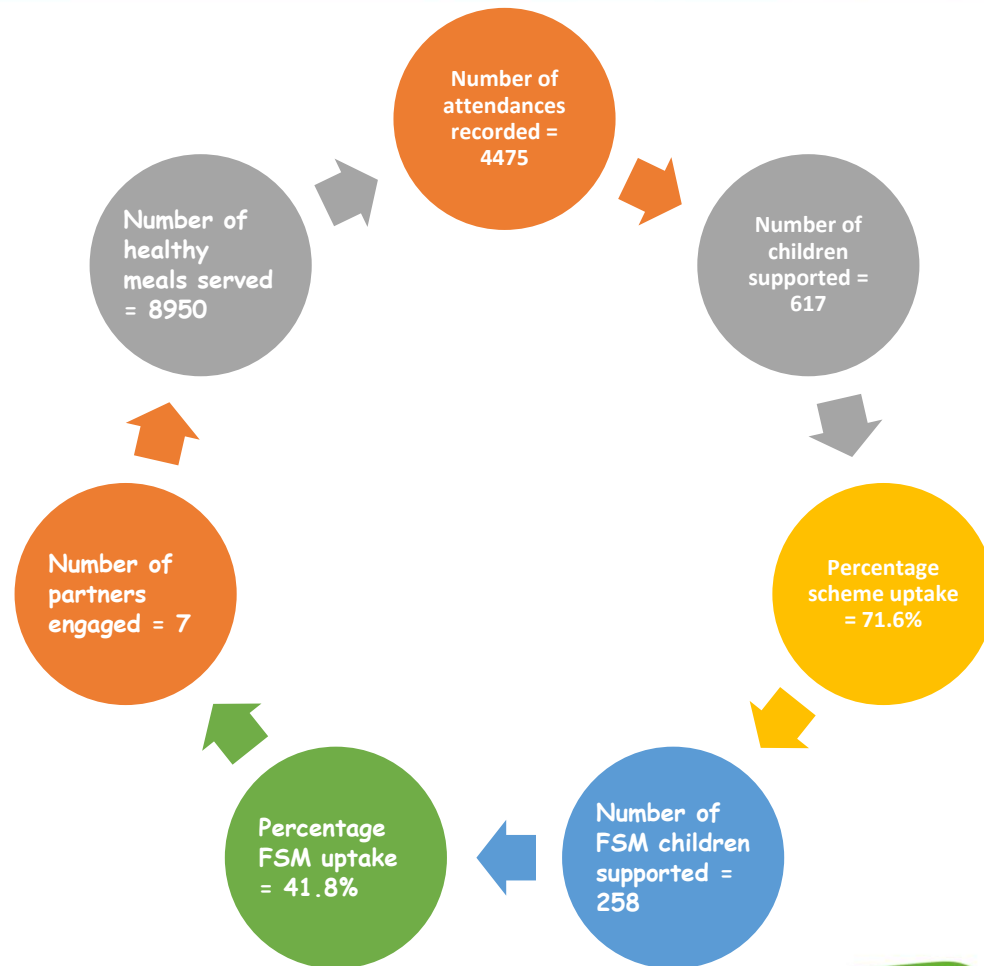 Number of
attendances
recorded =
4475
Number of
children
supported =
617
Percentage
scheme uptake
= 71.6%
Number of
FSM children
supported =
258
Percentage
FSM uptake
= 41.8%
Number of
partners
engaged = 7
Number of
healthy
meals served
= 8950